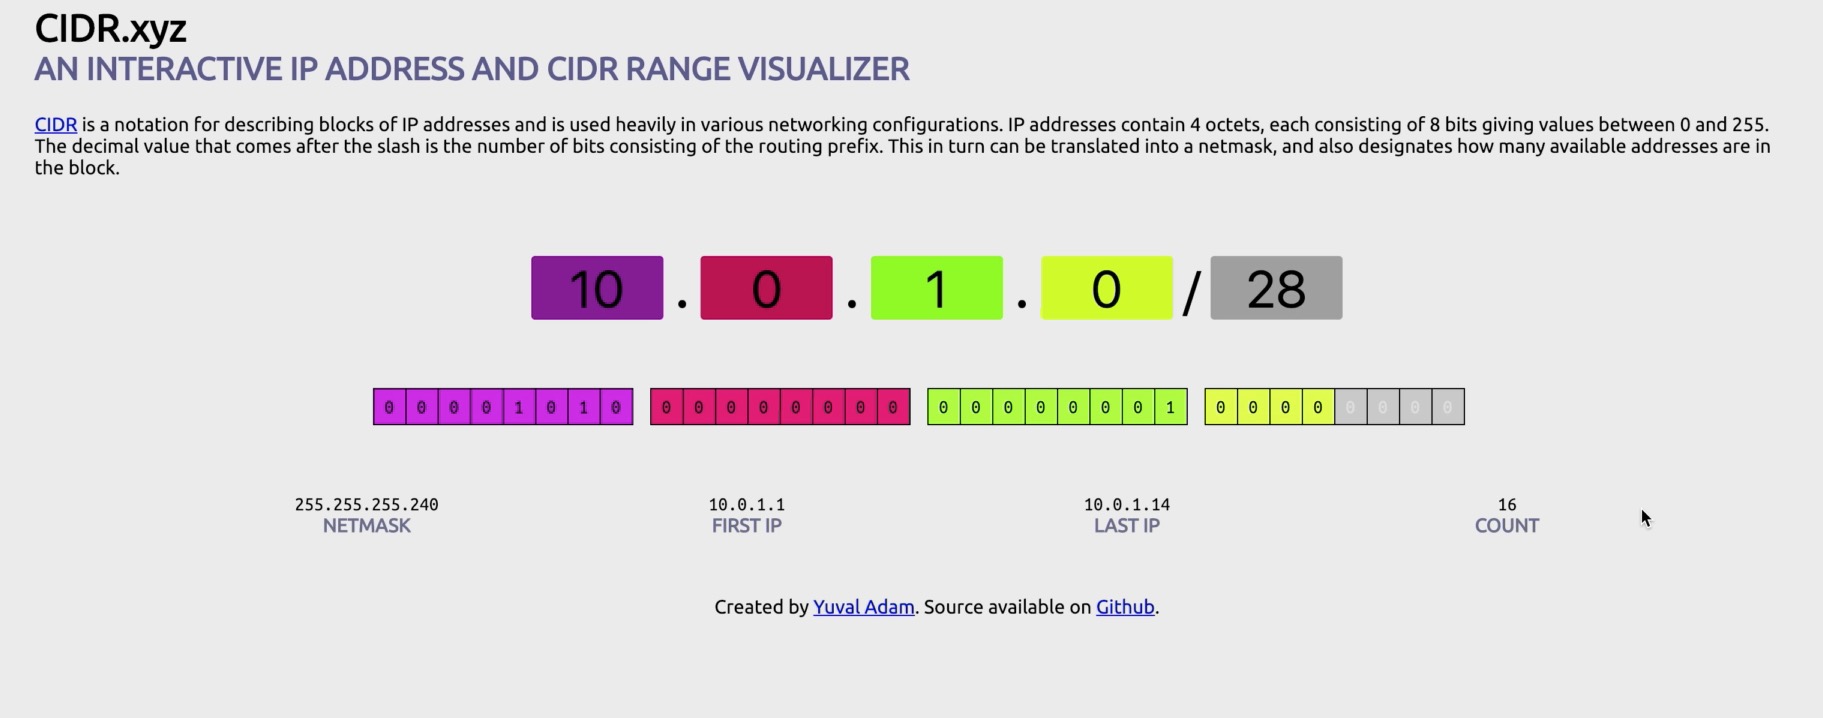 CIDR.xyz
AN INTERACTIVE IP ADDRESS AND CIDR RANGE VISUALIZER
CIDR is a notation for describing blocks of IP addresses and is used heavily in various networking configurations. IP addresses contain 4 octets, each consisting of 8 bits giving values between 0 and 255.
The decimal value that comes after the slash is the number of bits consisting of the routing prefix. This in turn can be translated into a netmask, and also designates how many available addresses are in
the block.
10 . 0 . 1 . 0 / 28
0 0 0 0 1 0 1 0 0 0 0 0 0 0 0 0 0 0 0 0 0 0 0 1 0 0 0 0 0 0 0 0
255.255.255.240 10.0.1.1 10.0.1.14 16
NETMASK FIRST IP LAST IP COUNT
Created by Yuval Adam. Source available on Github.